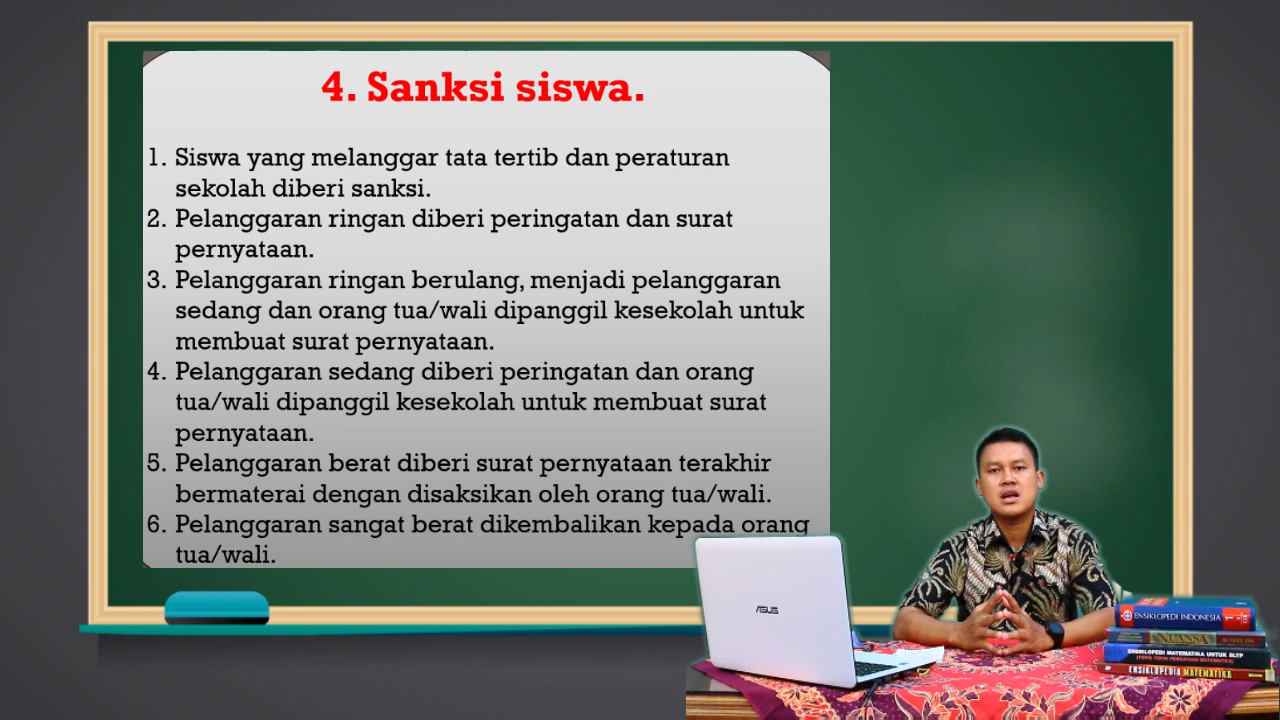 4. Sanksi siswa.
1. Siswa yang melanggar tata tertib dan peraturan
sekolah diberi sanksi.
2. Pelanggaran ringan diberi peringatan dan surat
pernyataan.
3. Pelanggaran ringan berulang, menjadi pelanggaran
sedang dan orang tua/wali dipanggil kesekolah untuk
membuat surat pernyataan.
4. Pelanggaran sedang diberi peringatan dan orang
tua/wali dipanggil kesekolah untuk membuat surat
pernyataan.
5. Pelanggaran berat diberi surat pernyataan terakhir
bermaterai dengan disaksikan oleh orang tua/wali.
6. Pelanggaran sangat berat dikembalikan kepada orang
tua/wali.
ASUS
ENSIKLOPEDI INDONESIA
1
NUANSA
ENSIKLOPEDI MATEMATIKA UNTUK SLTP
ENSIKLOPEDIA MATEMATIKA